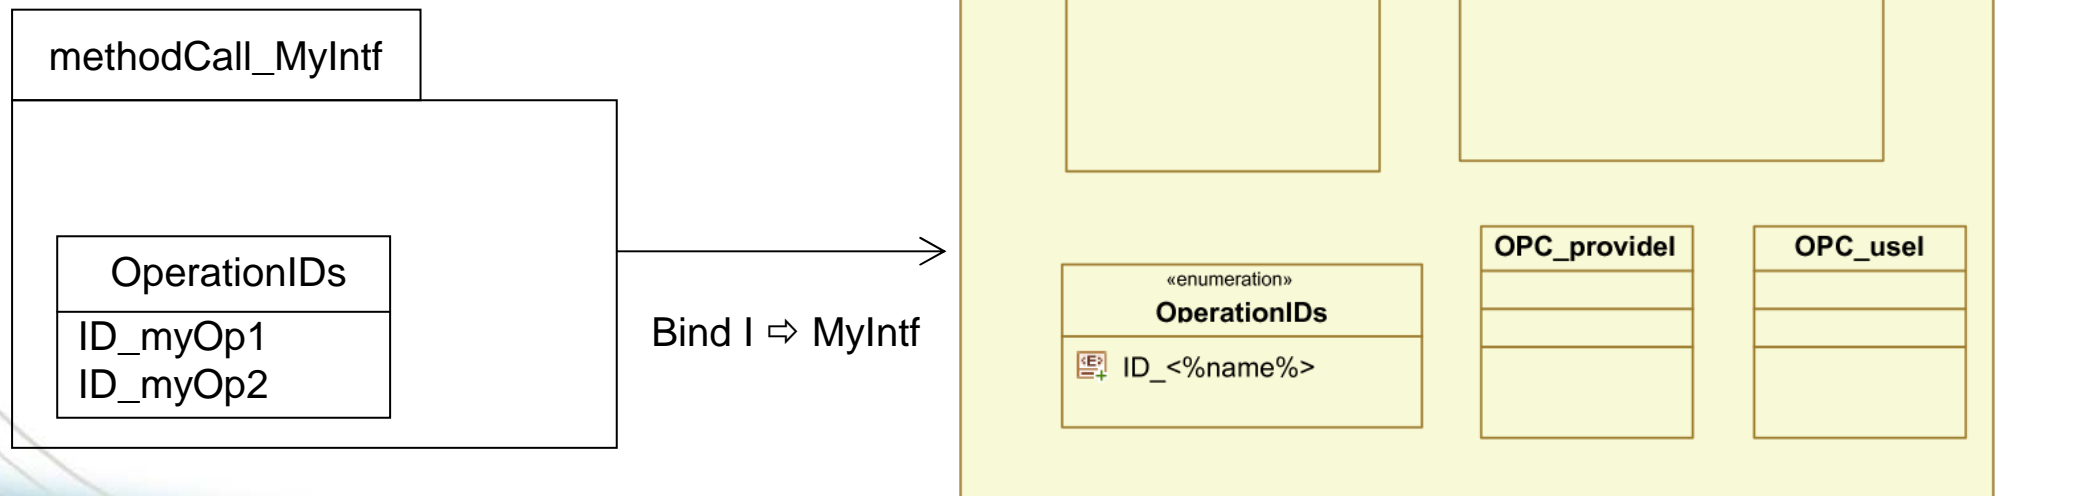 methodCall_MyIntf
OperationIDs
ID_myOp1
ID_myOp2
Bind I ⇨ MyIntf
«enumeration»
OperationIDs
ID_<%name%>
OPC_provideI
OPC_useI